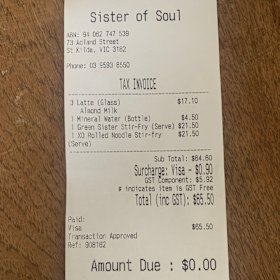 Sister of Soul
ABN: 94 062 747 539
73 Acland Street
St Kilda, VIC 3182
Phone: 03 9593 8550
TAX INVOICE
3 Latte (Glass) $17.10
Almond Milk
1 Mineral Water (Bottle) $4.50
1 Green Sister Stir-Fry (Serve) $21.50
1 XO Rolled Noodle Stir-fry $21.50
(Serve)
Sub Total: $64.60
Surcharge: Visa - $0.90
GST Component: $5.92
# indicates item is GST Free
Total (inc GST): $65.50
Paid:
Visa $65.50
Transaction Approved
Ref: 908162
Amount Due : $0.00